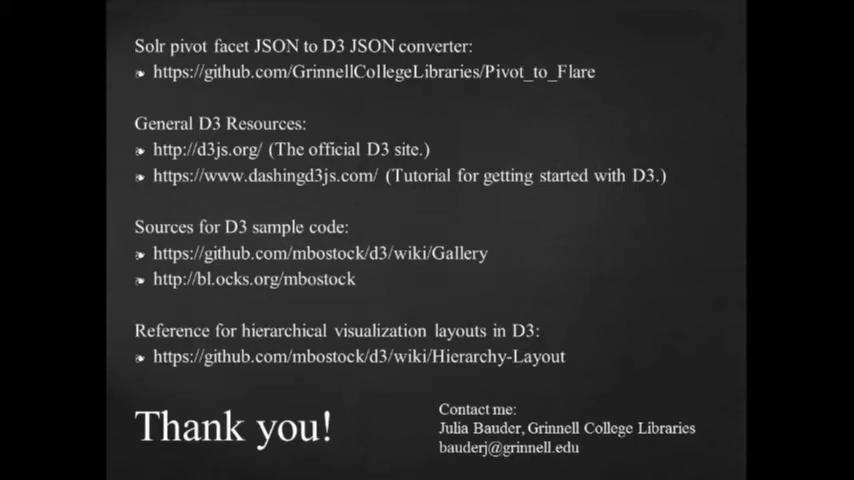 Solr pivot facet JSON to D3 JSON converter:
https://github.com/GrinnellCollegeLibraries/Pivot_to_Flare
General D3 Resources:
http://d3js.org/ (The official D3 site.)
https://www.dashingd3js.com/ (Tutorial for getting started with D3.)
Sources for D3 sample code:
https://github.com/mbostock/d3/wiki/Gallery
http://bl.ocks.org/mbostock
Reference for hierarchical visualization layouts in D3:
https://github.com/mbostock/d3/wiki/Hierarchy-Layout
Thank you!
Contact me:
Julia Bauder, Grinnell College Libraries
bauderj@grinnell.edu